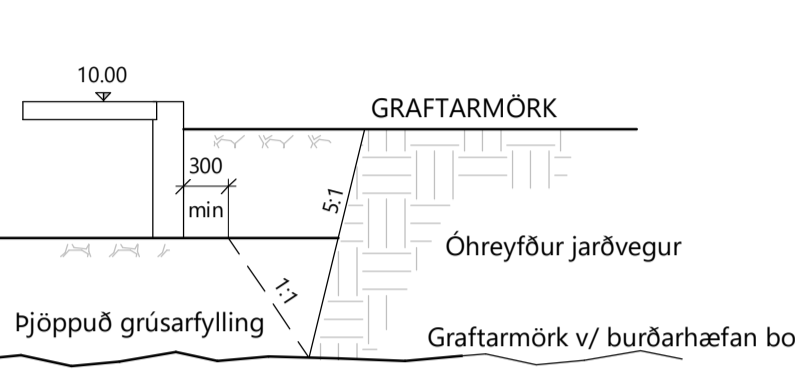 10.00
GRAFTARMÖRK
300
min
5:1
Óhreyfður jarðvegur
1:1
Þjöppuð grúsarfylling
Graftarmörk v/ burðarhæfan bo